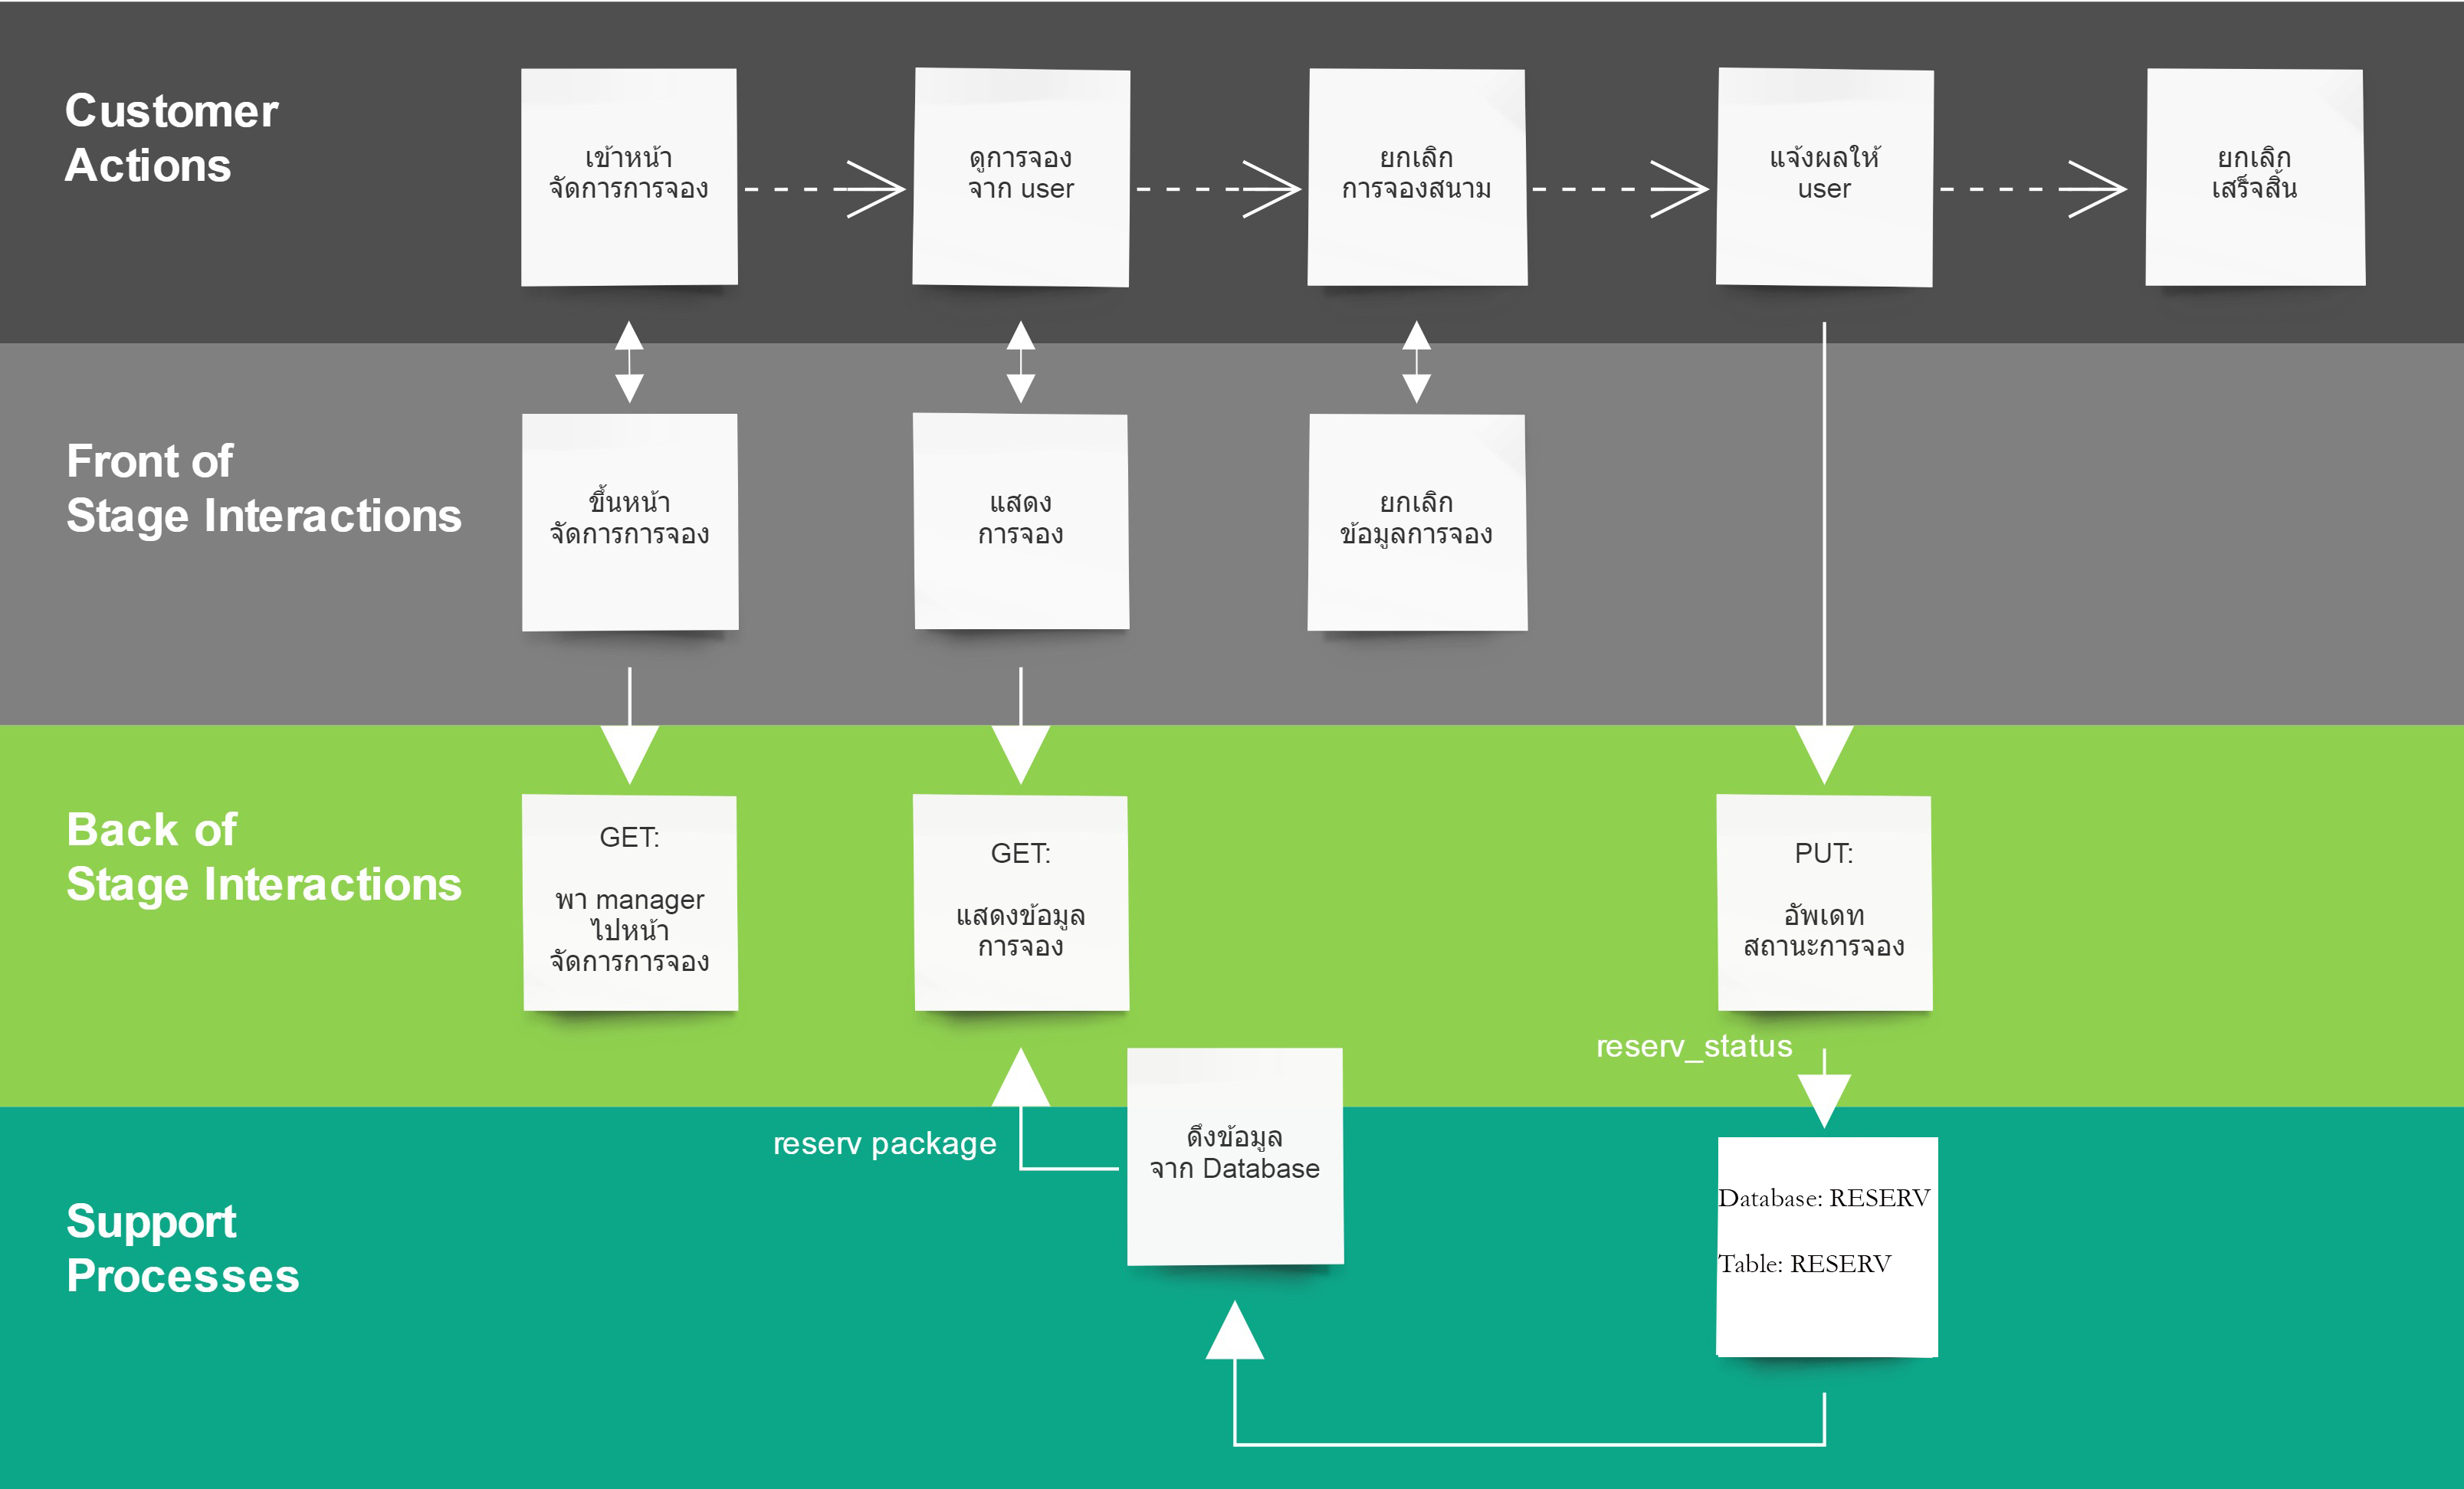 Customer
Actions
เข้าหน้า
จัดการการจอง
ดูการจอง
จาก user
ยกเลิก
การจองสนาม
แจ้งผลให้
user
ยกเลิก
เสร็จสิ้น
Front of
Stage Interactions
ขึ้นหน้า
จัดการการจอง
แสดง
การจอง
ยกเลิก
ข้อมูลการจอง
Back of
Stage Interactions
GET:
พา manager
ไปหน้า
จัดการการจอง
GET:
แสดงข้อมูล
การจอง
PUT:
อัพเดท
สถานะการจอง
reserv_status
Support
Processes
reserv package
ดึงข้อมูล
จาก Database
Database: RESERV
Table: RESERV